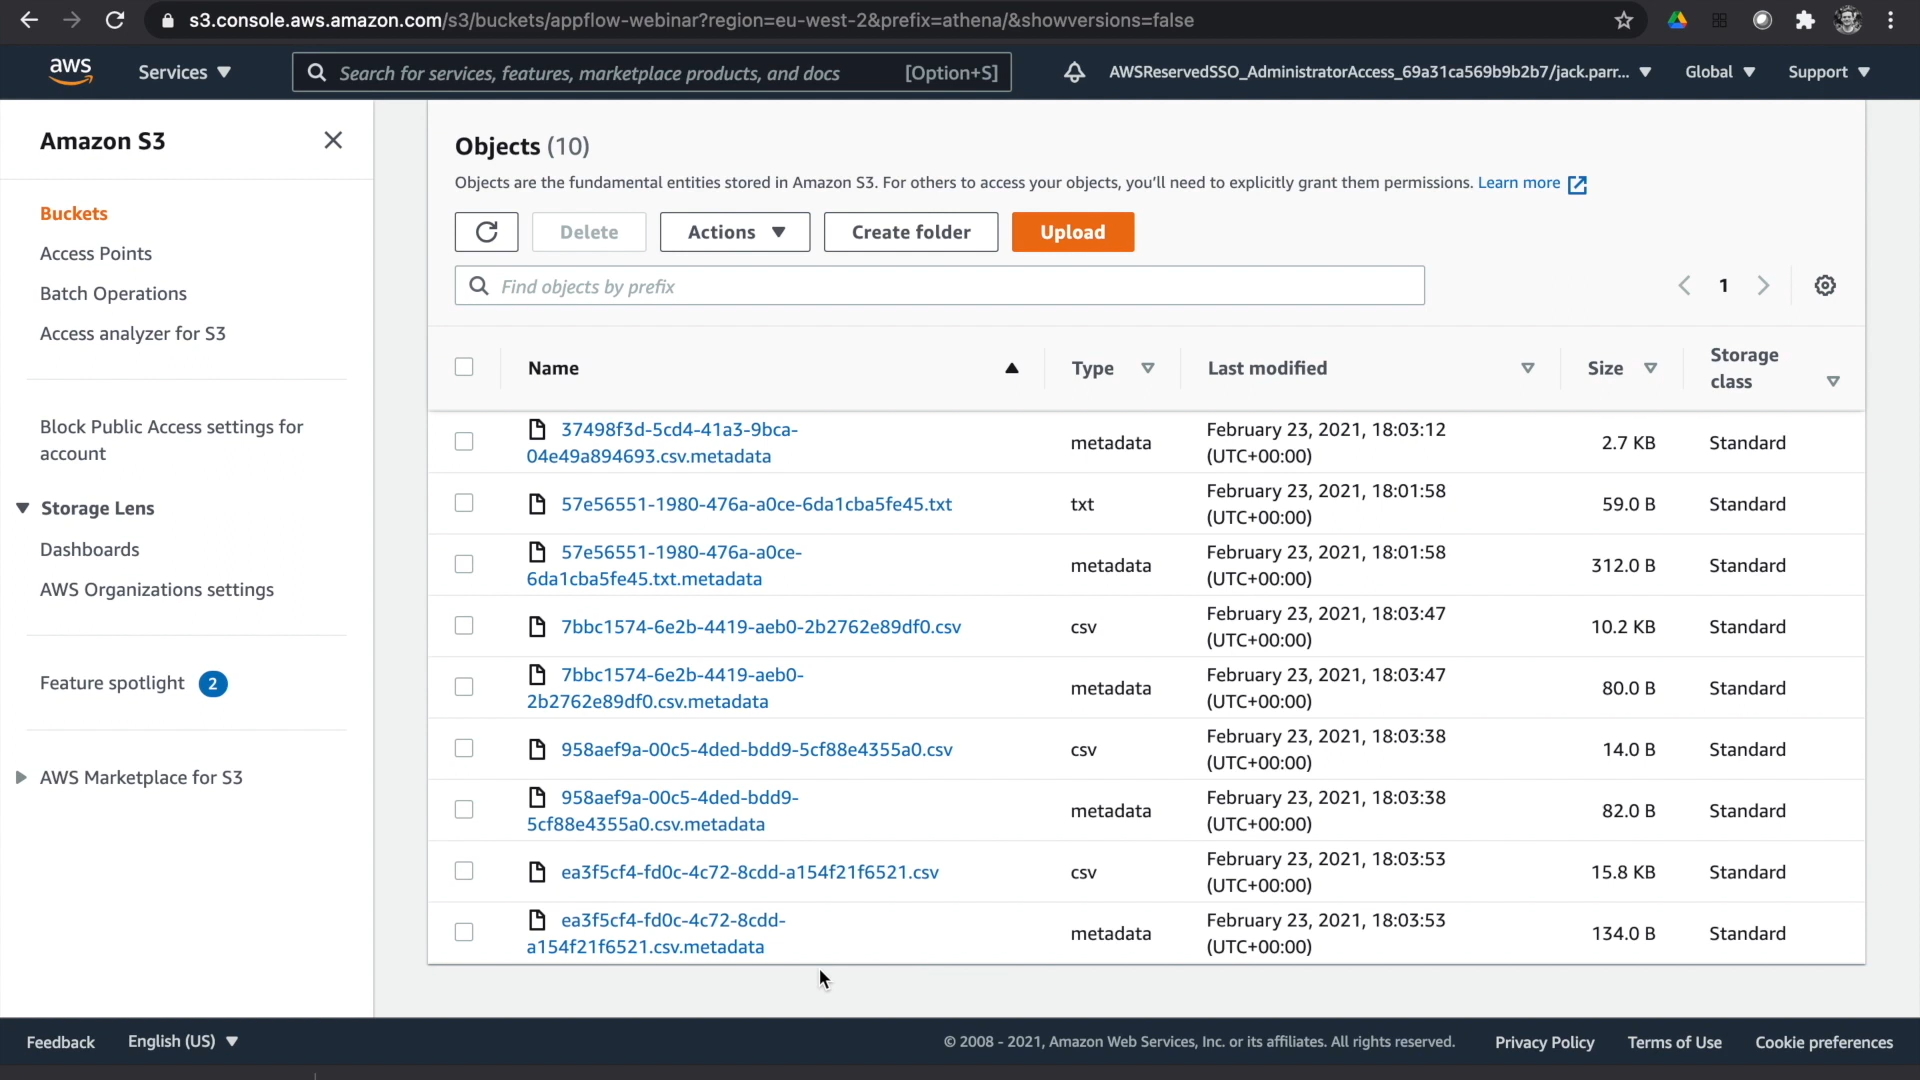 s3.console.aws.amazon.com/s3/buckets/appflow-webinar?region=eu-west-2&prefix=athena/&showversions=false
aws
Services
Search for services, features, marketplace products, and docs
[Option+S]
AWSReservedSSO_AdministratorAccess_69a31ca569b9b2b7/jack.parr...
Global
Support
Amazon S3
Buckets
Access Points
Batch Operations
Access analyzer for S3
Block Public Access settings for
account
Storage Lens
Dashboards
AWS Organizations settings
Feature spotlight 2
AWS Marketplace for S3
Objects (10)
Objects are the fundamental entities stored in Amazon S3. For others to access your objects, you'll need to explicitly grant them permissions. Learn more
Delete
Actions
Create folder
Upload
Find objects by prefix
1
Name
Type
Last modified
Size
Storage
class
37498f3d-5cd4-41a3-9bca-
04e49a894693.csv.metadata
metadata
February 23, 2021, 18:03:12
(UTC+00:00)
2.7 KB
Standard
57e56551-1980-476a-a0ce-6da1cba5fe45.txt
txt
February 23, 2021, 18:01:58
(UTC+00:00)
59.0 B
Standard
57e56551-1980-476a-a0ce-
6da1cba5fe45.txt.metadata
metadata
February 23, 2021, 18:01:58
(UTC+00:00)
312.0 B
Standard
7bbc1574-6e2b-4419-aeb0-2b2762e89df0.csv
csv
February 23, 2021, 18:03:47
(UTC+00:00)
10.2 KB
Standard
7bbc1574-6e2b-4419-aeb0-
2b2762e89df0.csv.metadata
metadata
February 23, 2021, 18:03:47
(UTC+00:00)
80.0 B
Standard
958aef9a-00c5-4ded-bdd9-5cf88e4355a0.csv
csv
February 23, 2021, 18:03:38
(UTC+00:00)
14.0 B
Standard
958aef9a-00c5-4ded-bdd9-
5cf88e4355a0.csv.metadata
metadata
February 23, 2021, 18:03:38
(UTC+00:00)
82.0 B
Standard
ea3f5cf4-fd0c-4c72-8cdd-a154f21f6521.csv
csv
February 23, 2021, 18:03:53
(UTC+00:00)
15.8 KB
Standard
ea3f5cf4-fd0c-4c72-8cdd-
a154f21f6521.csv.metadata
metadata
February 23, 2021, 18:03:53
(UTC+00:00)
134.0 B
Standard
Feedback
English (US)
© 2008 - 2021, Amazon Web Services, Inc. or its affiliates. All rights reserved.
Privacy Policy
Terms of Use
Cookie preferences